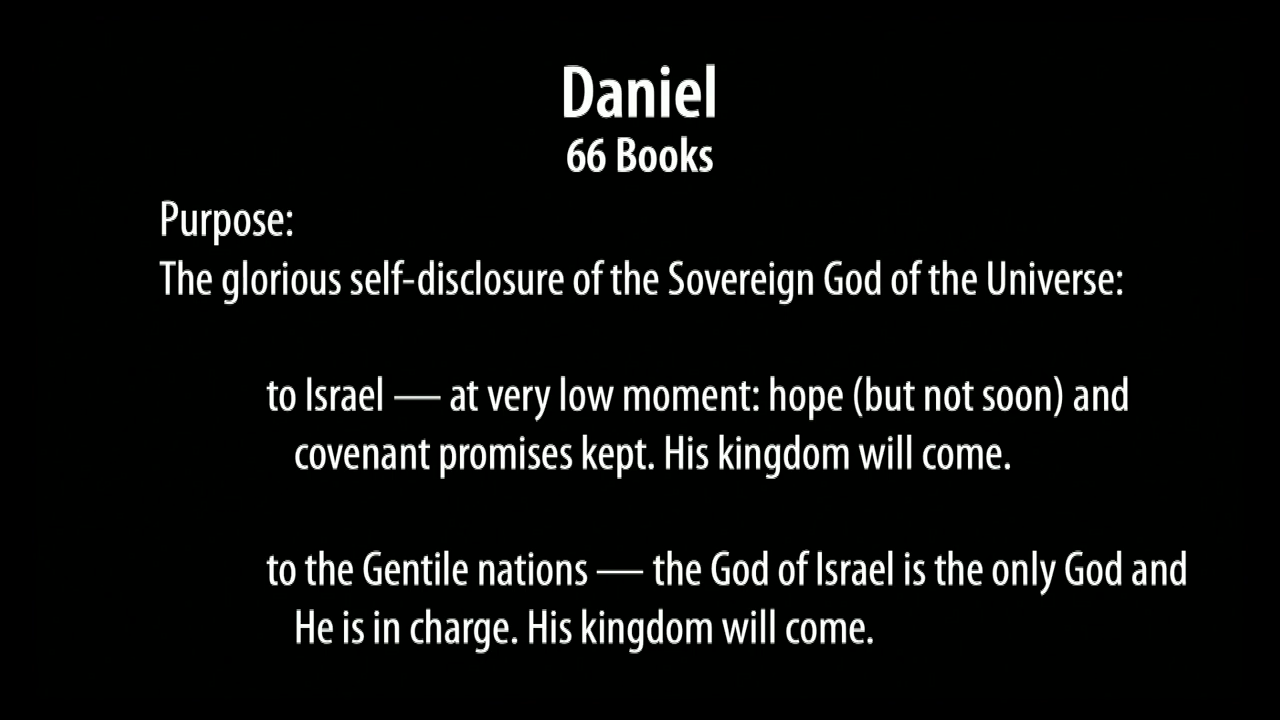 Daniel
66 Books
Purpose:
The glorious self-disclosure of the Sovereign God of the Universe:
to Israel — at very low moment: hope (but not soon) and
covenant promises kept. His kingdom will come.
to the Gentile nations — the God of Israel is the only God and
He is in charge. His kingdom will come.